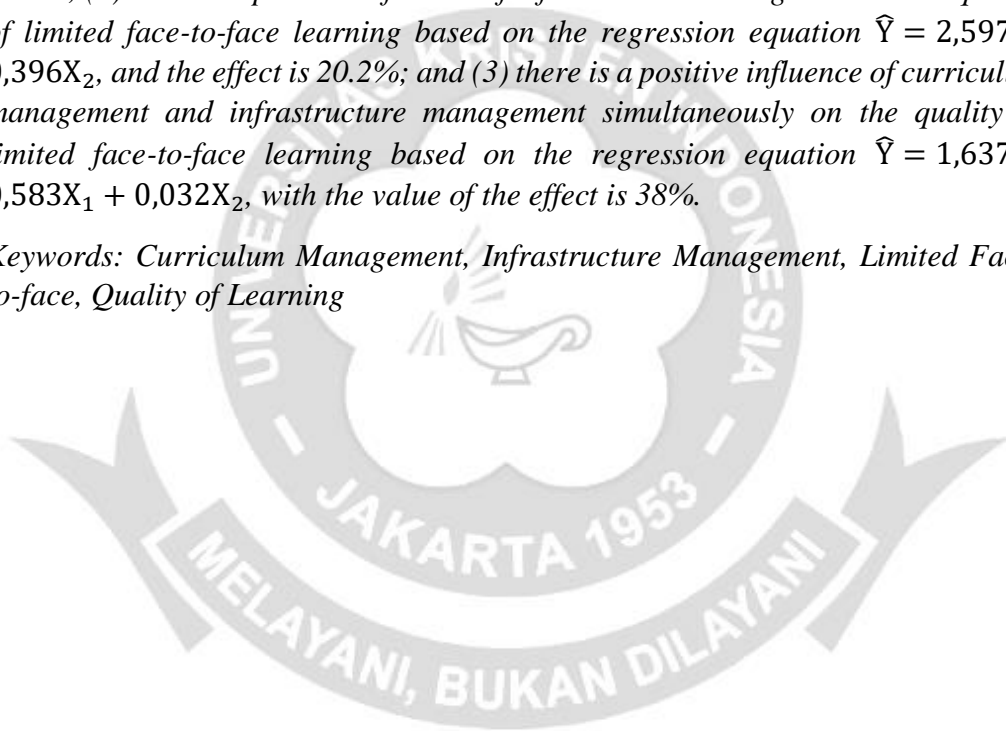 of limited face-to-face learning based on the regression equation Ŷ = 2,597
0,396X₂, and the effect is 20.2%; and (3) there is a positive influence of curricul
management and infrastructure management simultaneously on the quality
limited face-to-face learning based on the regression equation Ŷ = 1,637
0,583X₁ + 0,032X₂, with the value of the effect is 38%.
Keywords: Curriculum Management, Infrastructure Management, Limited Fac
to-face, Quality of Learning
UNIVERSITAS KRISTEN INDONESIA
- JAKARTA 1953 -
MELAYANI, BUKAN DILAYANI